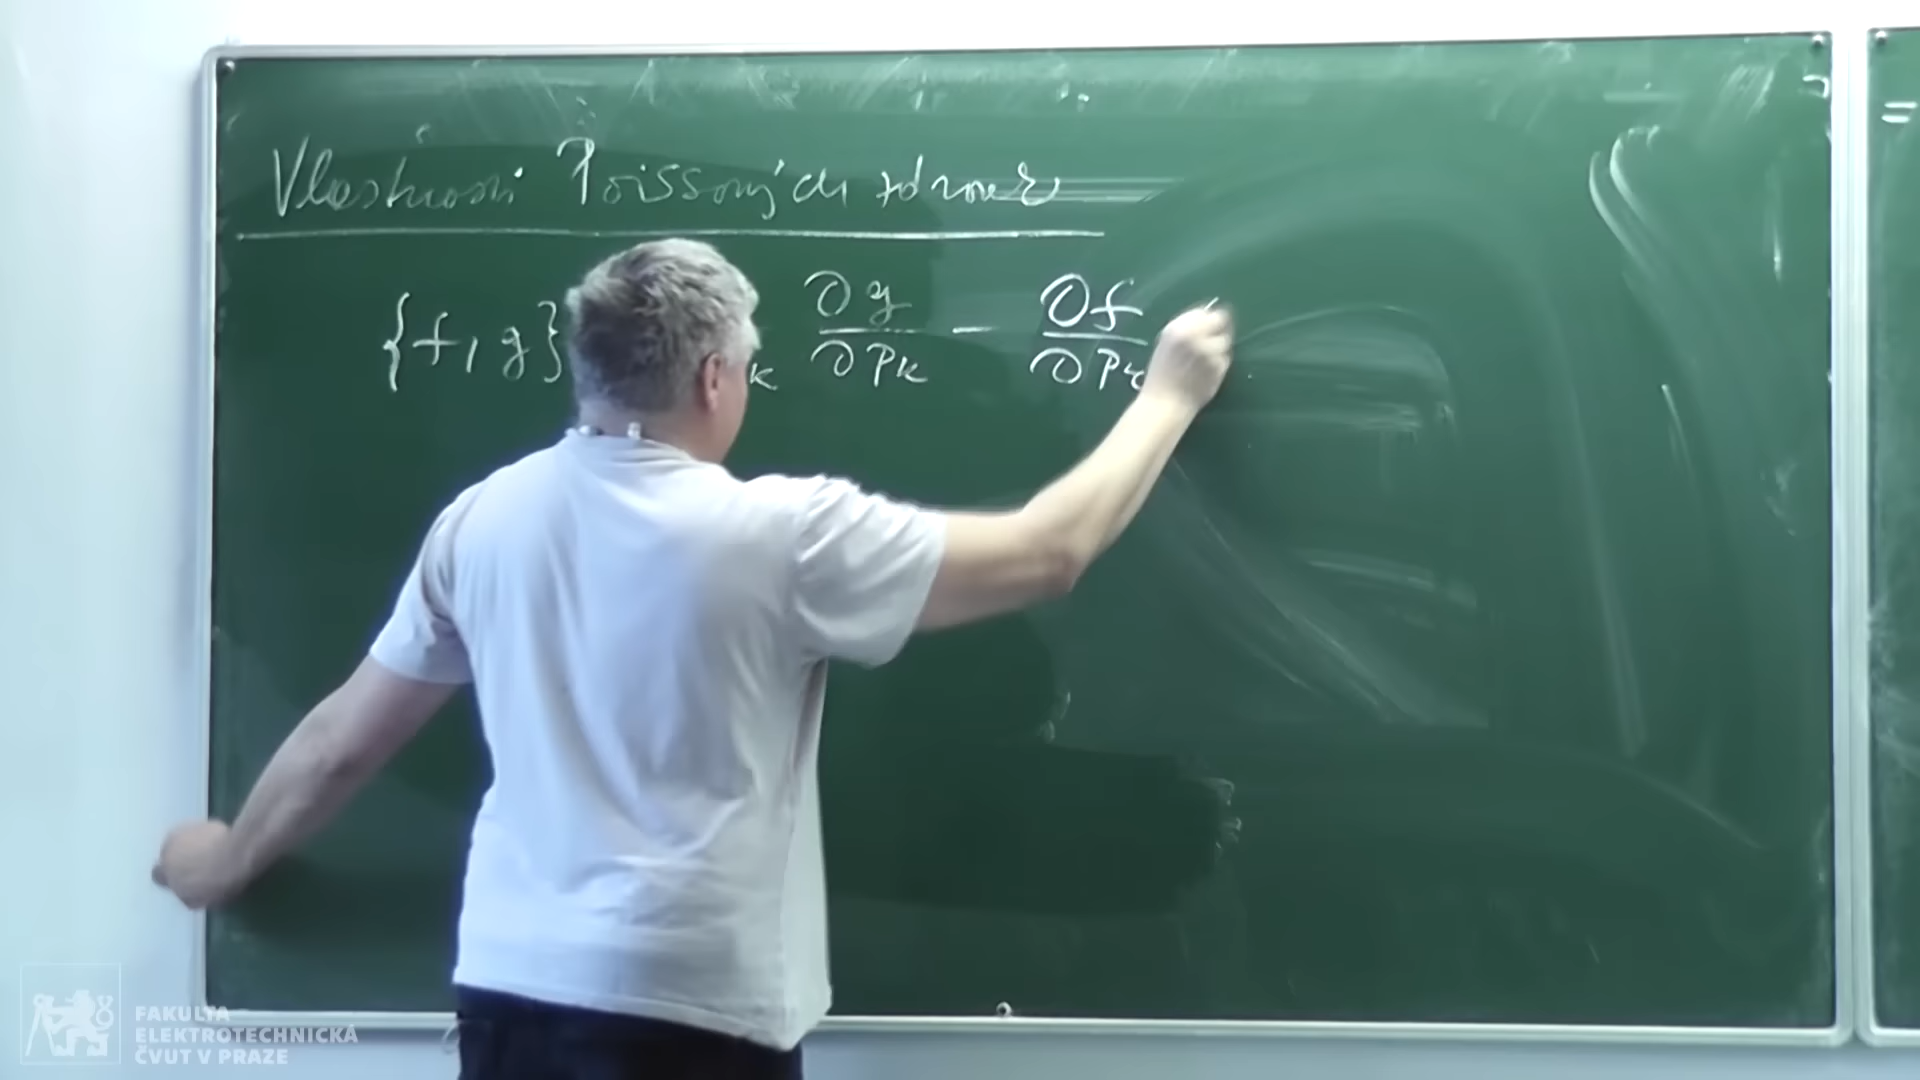 Vlastnosti Poissonových závorek
{f, g} k ∂g/∂pₖ − ∂f/∂pₖ
FAKULTA
ELEKTROTECHNICKÁ
ČVUT V PRAZE